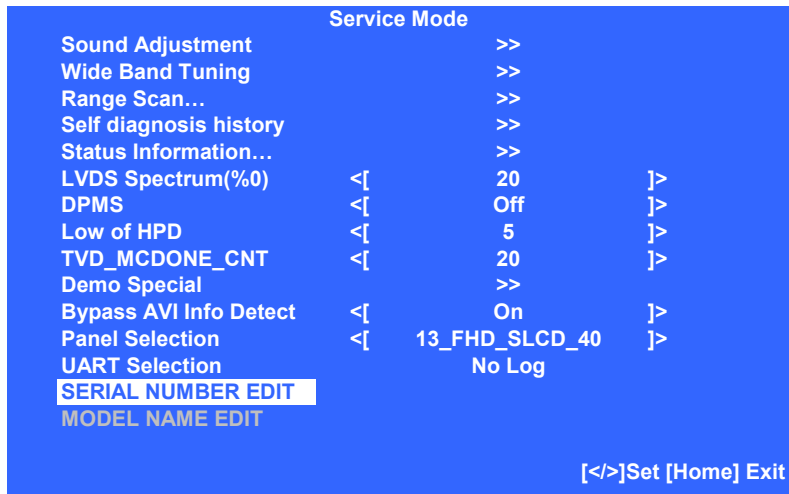 Service Mode
Sound Adjustment >>
Wide Band Tuning >>
Range Scan… >>
Self diagnosis history >>
Status Information… >>
LVDS Spectrum(%0) <[ 20 ]>
DPMS <[ Off ]>
Low of HPD <[ 5 ]>
TVD_MCDONE_CNT <[ 20 ]>
Demo Special >>
Bypass AVI Info Detect <[ On ]>
Panel Selection <[ 13_FHD_SLCD_40 ]>
UART Selection No Log
SERIAL NUMBER EDIT
MODEL NAME EDIT
[</>]Set [Home] Exit